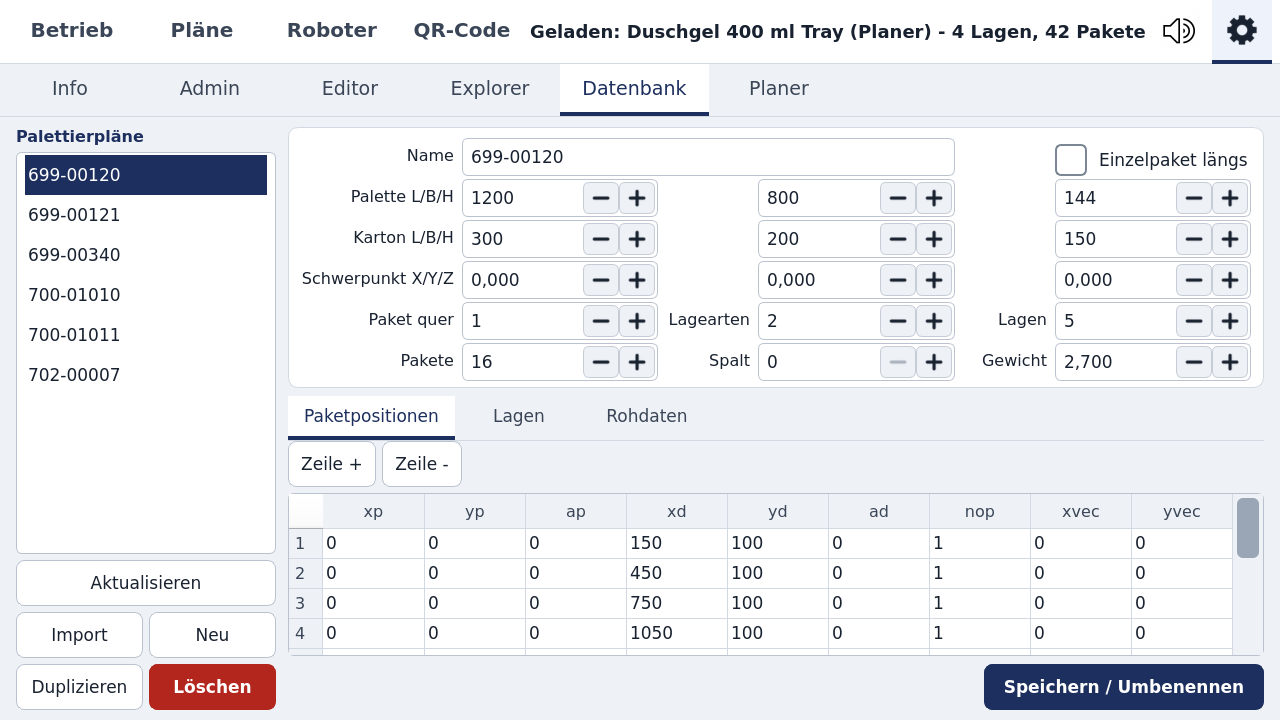 Betrieb Pläne Roboter QR-Code Geladen: Duschgel 400 ml Tray (Planer) - 4 Lagen, 42 Pakete
Info Admin Editor Explorer Datenbank Planer
Palettierpläne
699-00120
699-00121
699-00340
700-01010
700-01011
702-00007
Aktualisieren
Import Neu
Duplizieren Löschen
Name 699-00120 Einzelpaket längs
Palette L/B/H 1200 800 144
Karton L/B/H 300 200 150
Schwerpunkt X/Y/Z 0,000 0,000 0,000
Paket quer 1 Lagearten 2 Lagen 5
Pakete 16 Spalt 0 Gewicht 2,700
Paketpositionen Lagen Rohdaten
Zeile + Zeile -
xp yp ap xd yd ad nop xvec yvec
1 0 0 0 150 100 0 1 0 0
2 0 0 0 450 100 0 1 0 0
3 0 0 0 750 100 0 1 0 0
4 0 0 0 1050 100 0 1 0 0
Speichern / Umbenennen